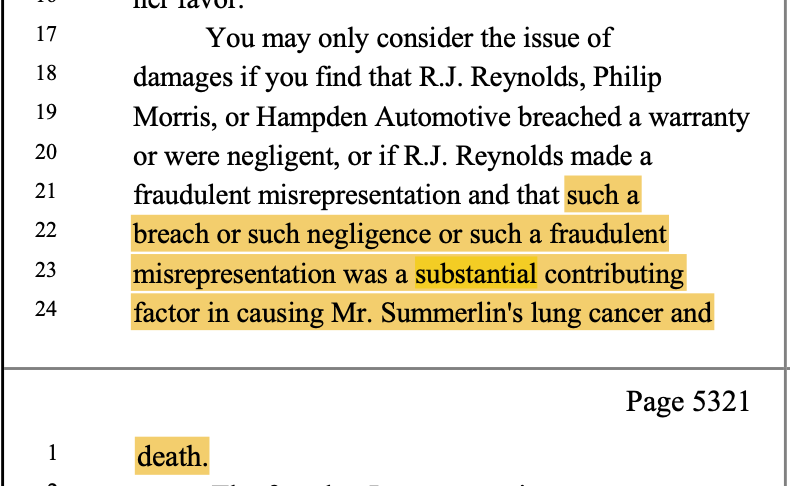 her favor.
17 You may only consider the issue of
18 damages if you find that R.J. Reynolds, Philip
19 Morris, or Hampden Automotive breached a warranty
20 or were negligent, or if R.J. Reynolds made a
21 fraudulent misrepresentation and that such a
22 breach or such negligence or such a fraudulent
23 misrepresentation was a substantial contributing
24 factor in causing Mr. Summerlin's lung cancer and
Page 5321
1 death.